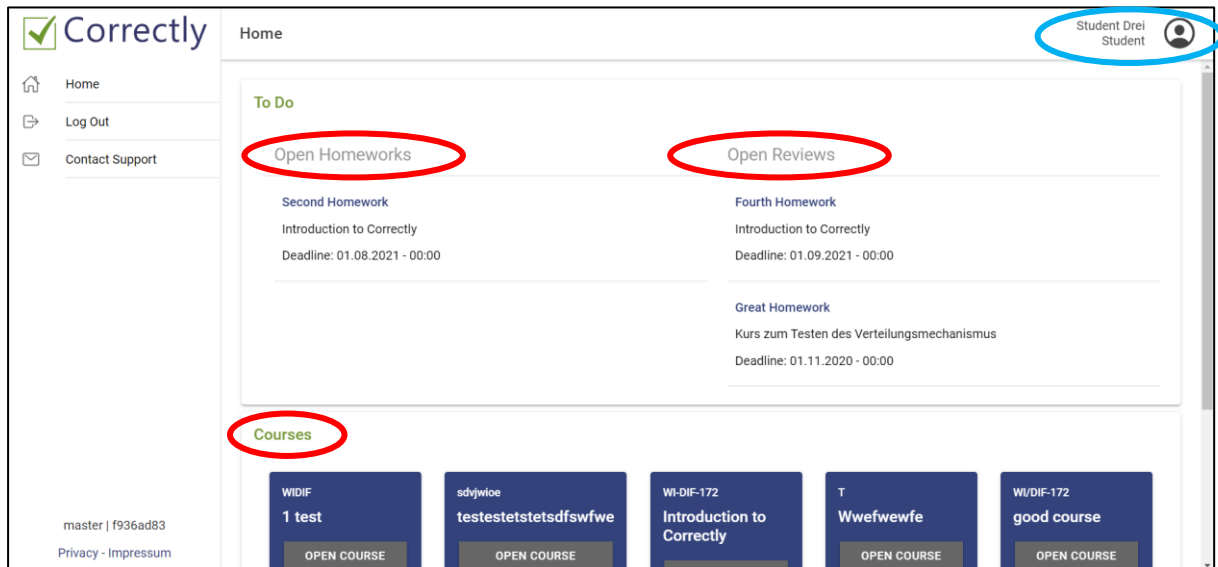 Correctly
Home
Student Drei
Student
Home
Log Out
Contact Support
To Do
Open Homeworks
Second Homework
Introduction to Correctly
Deadline: 01.08.2021 - 00:00
Open Reviews
Fourth Homework
Introduction to Correctly
Deadline: 01.09.2021 - 00:00
Great Homework
Kurs zum Testen des Verteilungsmechanismus
Deadline: 01.11.2020 - 00:00
Courses
WIDIF
1 test
OPEN COURSE
sdvjwioe
testestetstetsdfswfwe
OPEN COURSE
WI-DIF-172
Introduction to
Correctly
T
Wwefwewfe
OPEN COURSE
WI/DIF-172
good course
OPEN COURSE
master | f936ad83
Privacy - Impressum